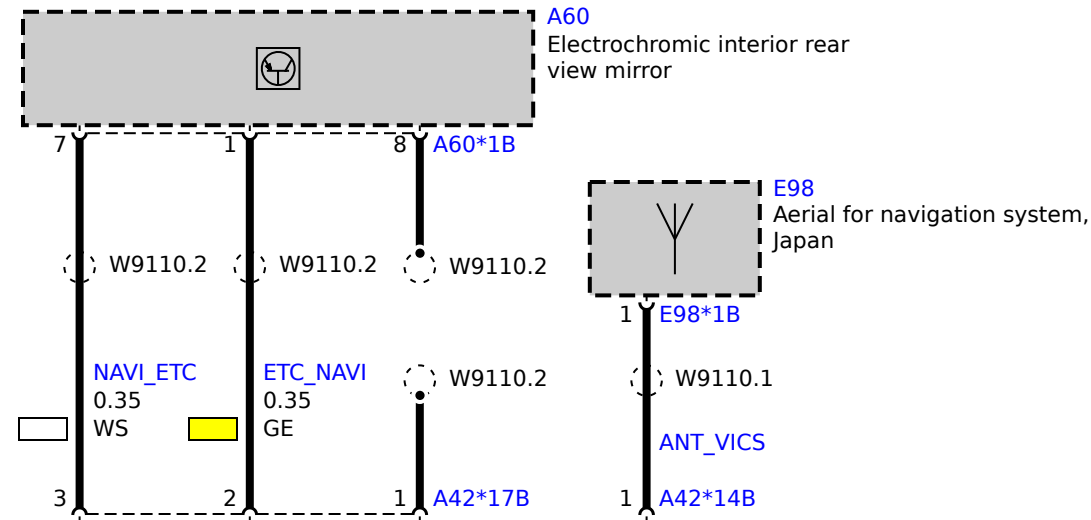 A60
Electrochromic interior rear
view mirror
7
1
8
A60*1B
E98
Aerial for navigation system,
Japan
W9110.2
W9110.2
W9110.2
1
E98*1B
NAVI_ETC
0.35
WS
ETC_NAVI
0.35
GE
W9110.2
W9110.1
ANT_VICS
3
2
1
A42*17B
1
A42*14B